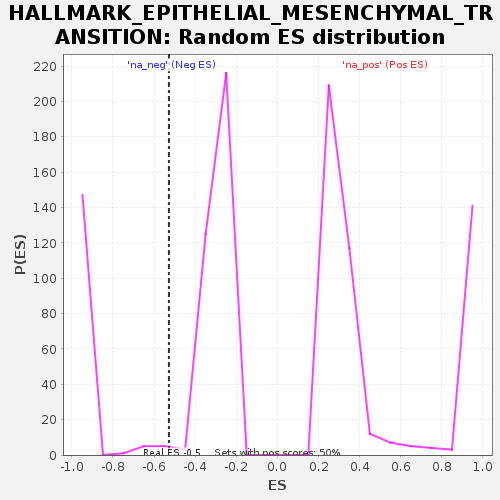 HALLMARK_EPITHELIAL_MESENCHYMAL_TR
ANSITION: Random ES distribution
'na_neg' (Neg ES) 'na_pos' (Pos ES)
220
200
180
160
140
120
100
80
60
40
20
0
P(ES)
Real ES -0.5 Sets with pos scores: 50%
-1.0 -0.8 -0.6 -0.4 -0.2 0.0 0.2 0.4 0.6 0.8 1.0
ES